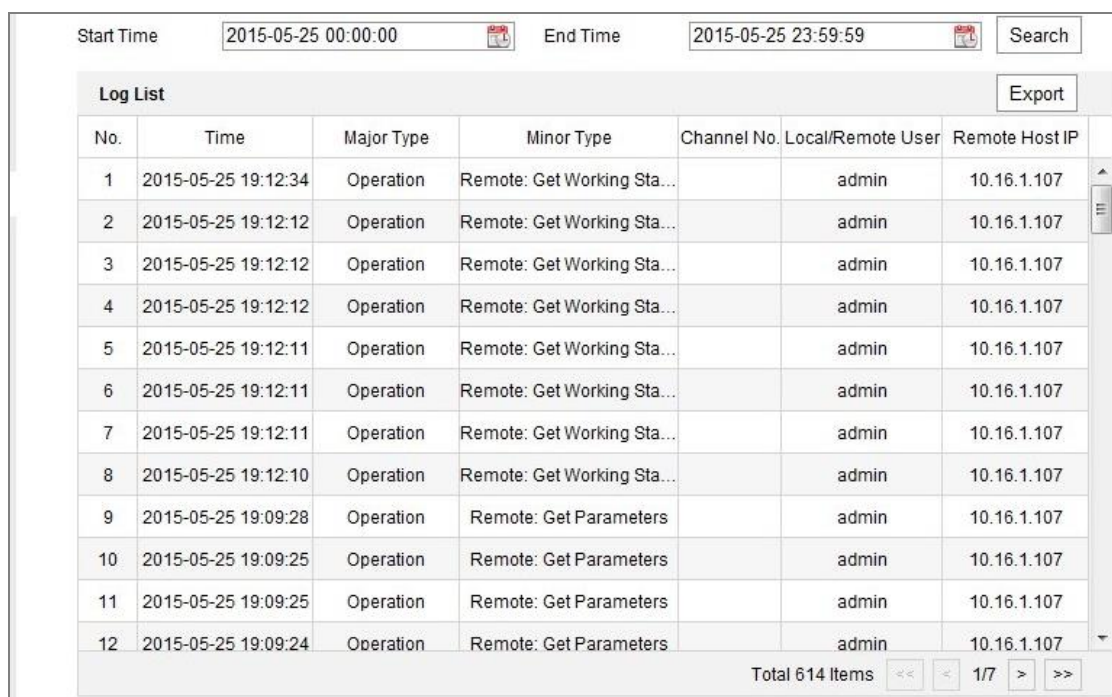 Start Time 2015-05-25 00:00:00 End Time 2015-05-25 23:59:59 Search
Log List Export
No. Time Major Type Minor Type Channel No. Local/Remote User Remote Host IP
1 2015-05-25 19:12:34 Operation Remote: Get Working Sta... admin 10.16.1.107
2 2015-05-25 19:12:12 Operation Remote: Get Working Sta... admin 10.16.1.107
3 2015-05-25 19:12:12 Operation Remote: Get Working Sta... admin 10.16.1.107
4 2015-05-25 19:12:12 Operation Remote: Get Working Sta... admin 10.16.1.107
5 2015-05-25 19:12:11 Operation Remote: Get Working Sta... admin 10.16.1.107
6 2015-05-25 19:12:11 Operation Remote: Get Working Sta... admin 10.16.1.107
7 2015-05-25 19:12:11 Operation Remote: Get Working Sta... admin 10.16.1.107
8 2015-05-25 19:12:10 Operation Remote: Get Working Sta... admin 10.16.1.107
9 2015-05-25 19:09:28 Operation Remote: Get Parameters admin 10.16.1.107
10 2015-05-25 19:09:25 Operation Remote: Get Parameters admin 10.16.1.107
11 2015-05-25 19:09:25 Operation Remote: Get Parameters admin 10.16.1.107
12 2015-05-25 19:09:24 Operation Remote: Get Parameters admin 10.16.1.107
Total 614 Items << < 1/7 > >>